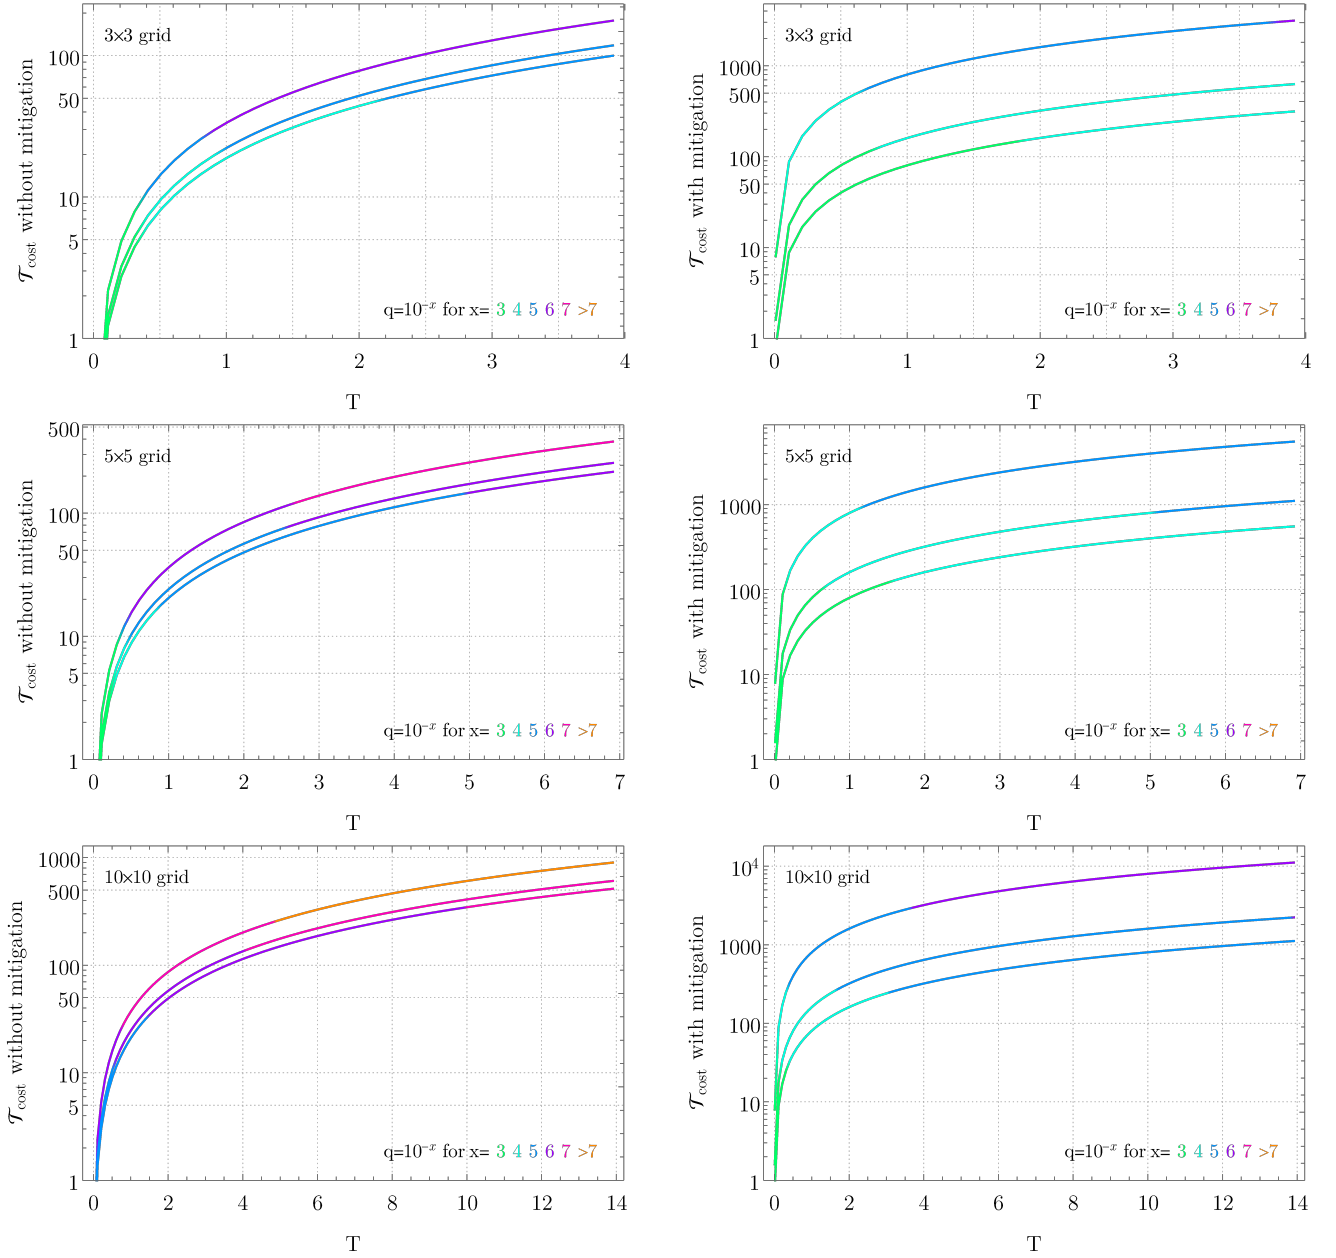 3×3 grid
𝒯cost without mitigation
100
50
10
5
1
q=10⁻ˣ for x= 3 4 5 6 7 >7
0 1 2 3 4
T
3×3 grid
𝒯cost with mitigation
1000
500
100
50
10
5
1
q=10⁻ˣ for x= 3 4 5 6 7 >7
0 1 2 3 4
T
5×5 grid
𝒯cost without mitigation
500
100
50
10
5
1
q=10⁻ˣ for x= 3 4 5 6 7 >7
0 1 2 3 4 5 6 7
T
5×5 grid
𝒯cost with mitigation
1000
100
10
1
q=10⁻ˣ for x= 3 4 5 6 7 >7
0 1 2 3 4 5 6 7
T
10×10 grid
𝒯cost without mitigation
1000
500
100
50
10
5
1
q=10⁻ˣ for x= 3 4 5 6 7 >7
0 2 4 6 8 10 12 14
T
10×10 grid
𝒯cost with mitigation
10⁴
1000
100
10
1
q=10⁻ˣ for x= 3 4 5 6 7 >7
0 2 4 6 8 10 12 14
T